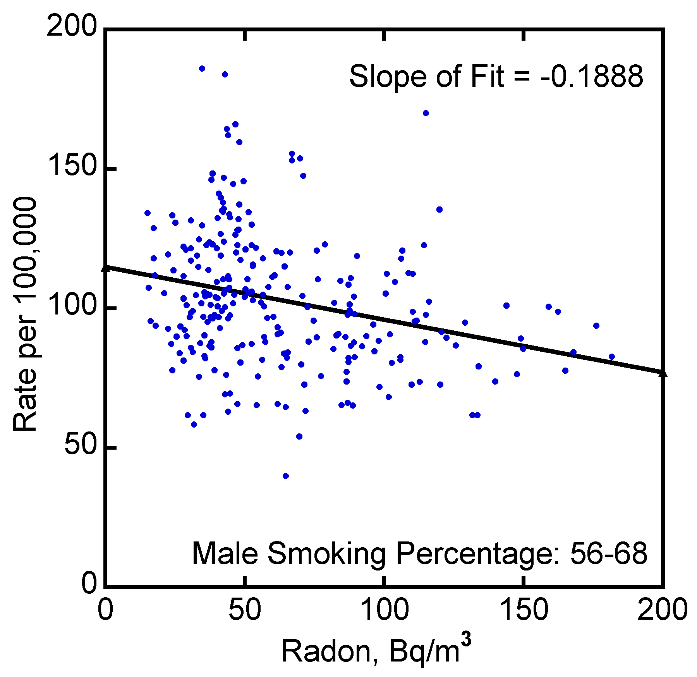 200
Slope of Fit = -0.1888
150
100
Rate per 100,000
50
Male Smoking Percentage: 56-68
0
0 50 100 150 200
Radon, Bq/m³